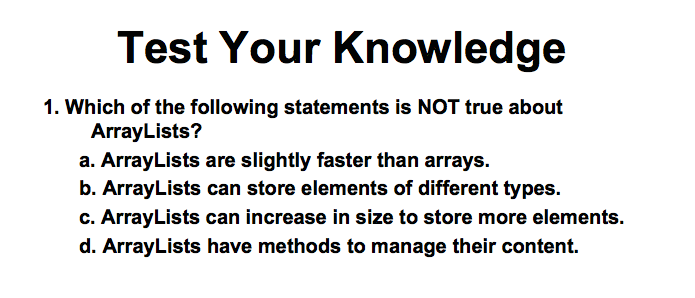 Test Your Knowledge
1. Which of the following statements is NOT true about
ArrayLists?
a. ArrayLists are slightly faster than arrays.
b. ArrayLists can store elements of different types.
c. ArrayLists can increase in size to store more elements.
d. ArrayLists have methods to manage their content.